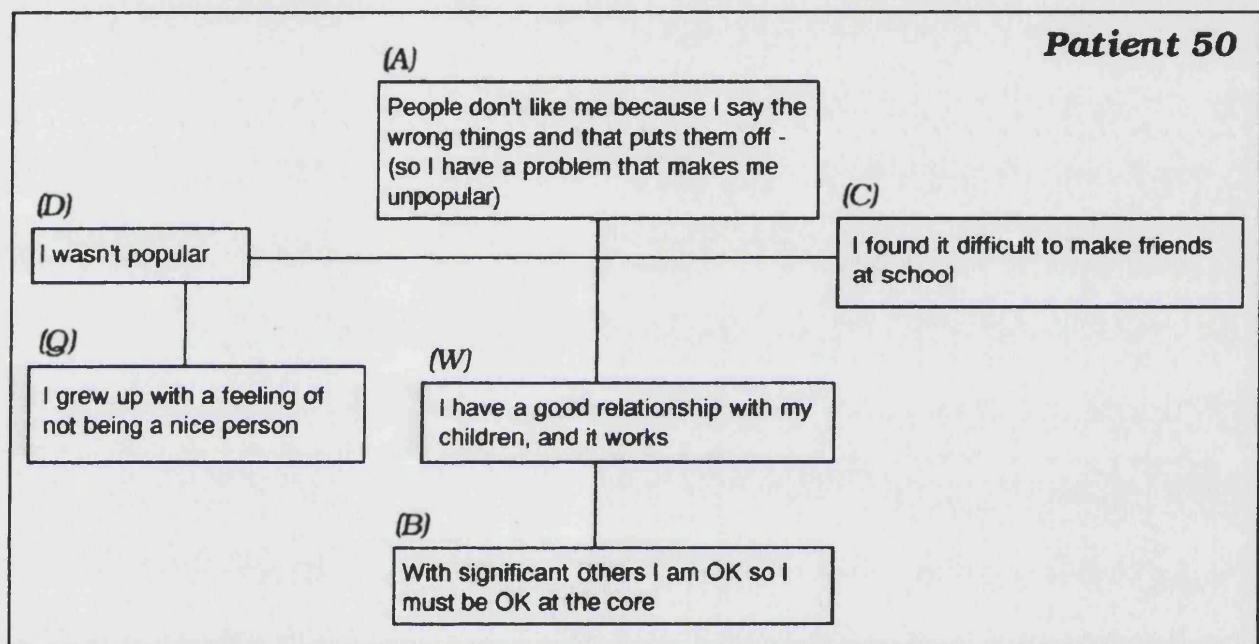 Patient 50
(A)
People don't like me because I say the
wrong things and that puts them off -
(so I have a problem that makes me
unpopular)
(D)
I wasn't popular
(C)
I found it difficult to make friends
at school
(Q)
I grew up with a feeling of
not being a nice person
(W)
I have a good relationship with my
children, and it works
(B)
With significant others I am OK so I
must be OK at the core